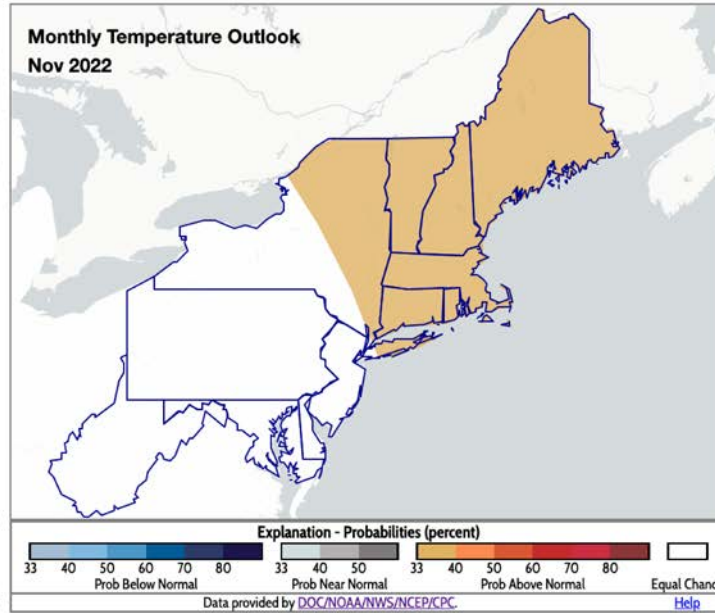 Monthly Temperature Outlook
Nov 2022
Explanation - Probabilities (percent)
33 40 50 60 70 80 33 40 50 33 40 50 60 70 80
Prob Below Normal Prob Near Normal Prob Above Normal Equal Chanc
Data provided by DOC/NOAA/NWS/NCEP/CPC. Help